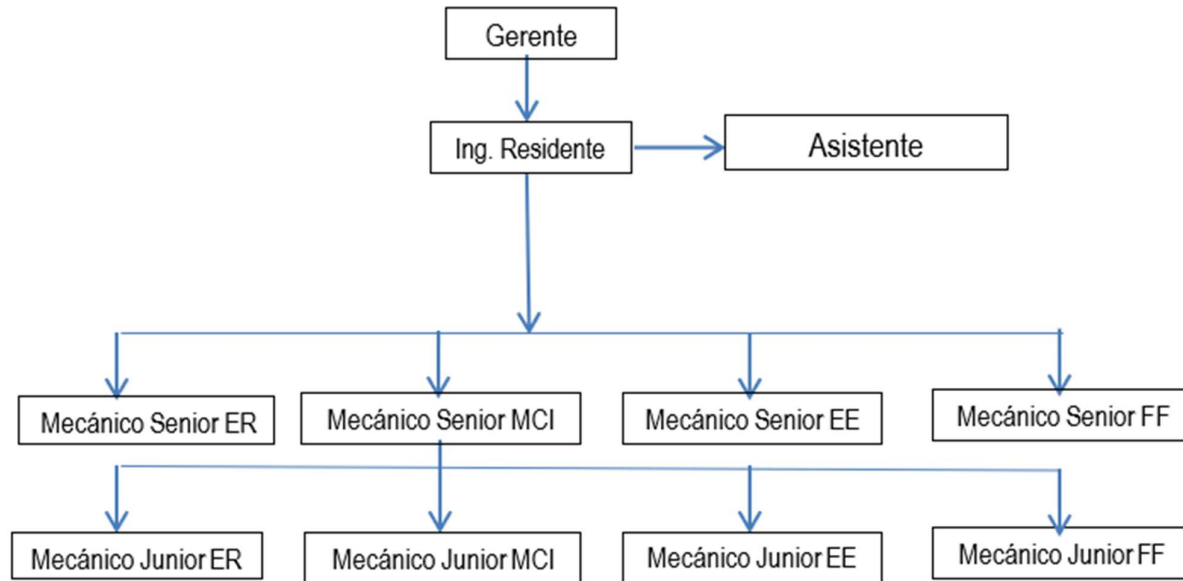 Gerente
Ing. Residente
Asistente
Mecánico Senior ER
Mecánico Senior MCI
Mecánico Senior EE
Mecánico Senior FF
Mecánico Junior ER
Mecánico Junior MCI
Mecánico Junior EE
Mecánico Junior FF